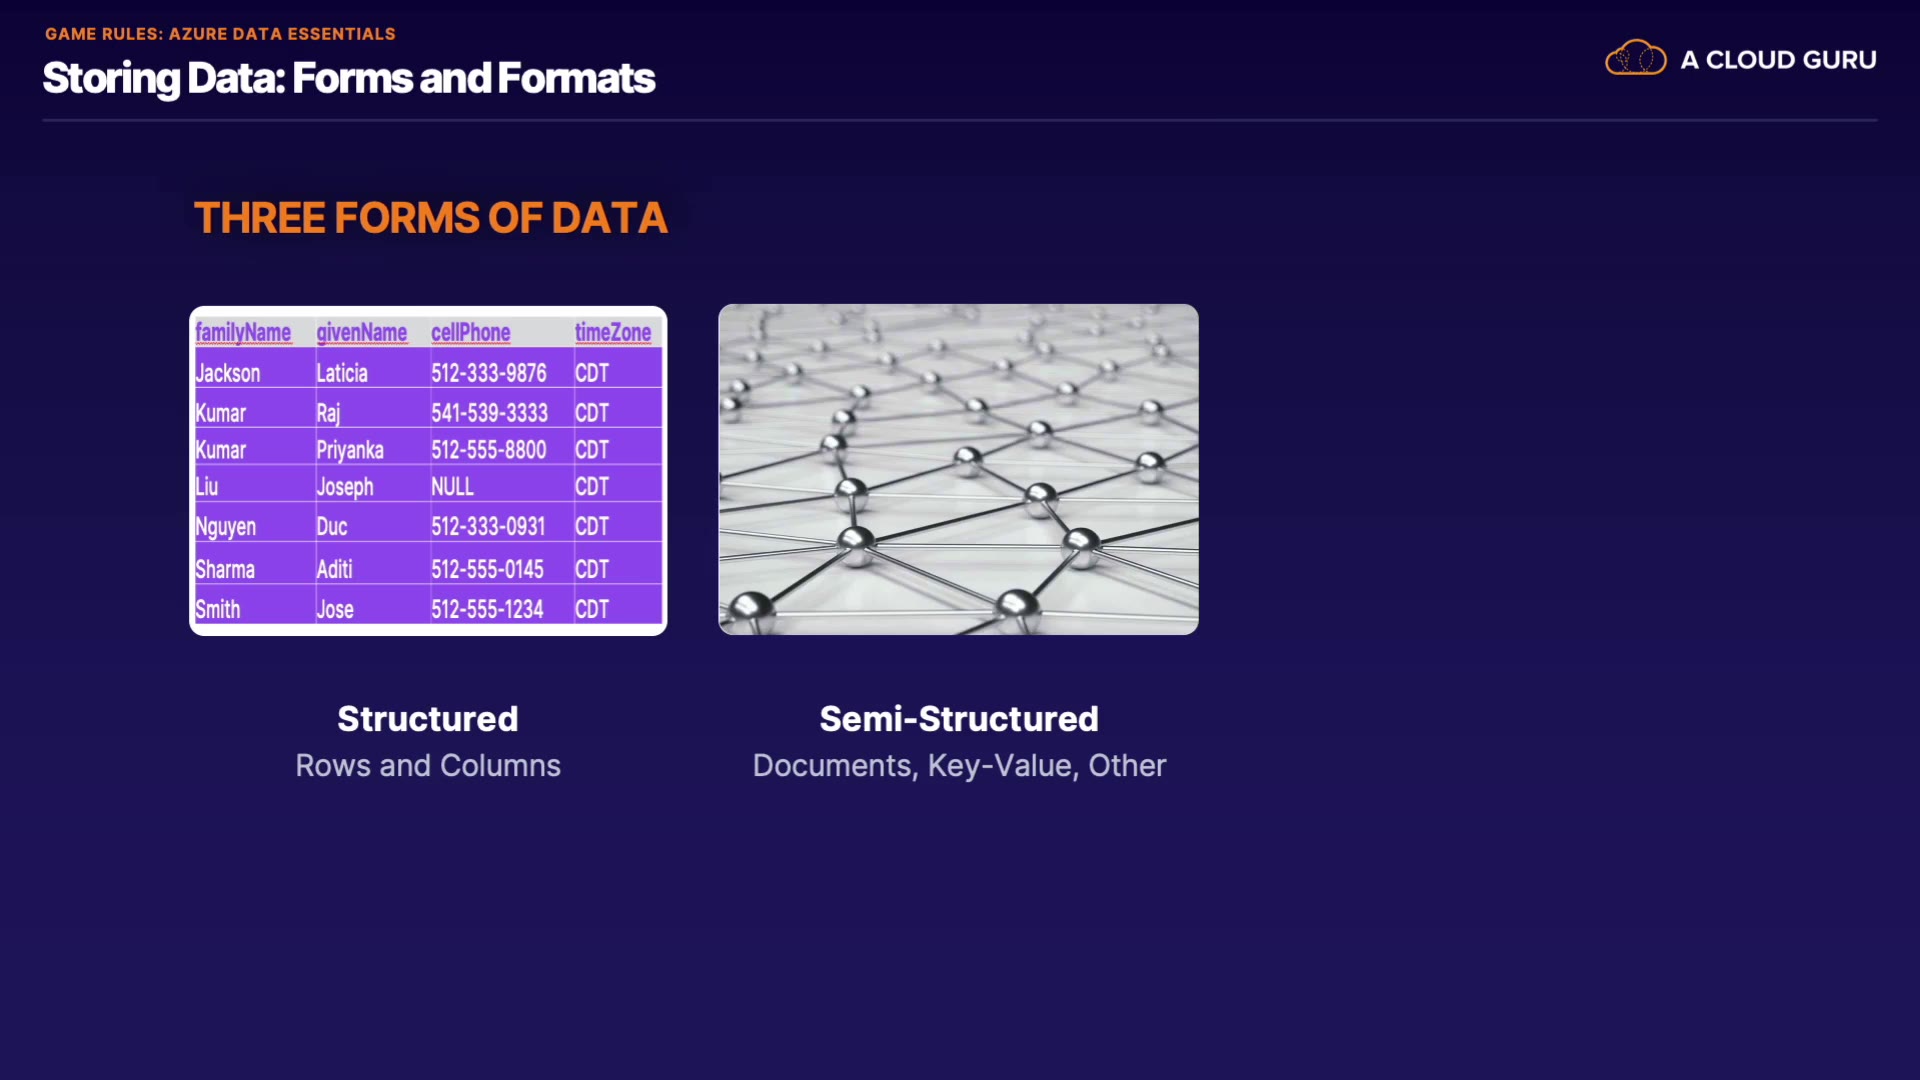 GAME RULES: AZURE DATA ESSENTIALS
Storing Data: Forms and Formats
A CLOUD GURU
THREE FORMS OF DATA
familyName givenName cellPhone timeZone
Jackson Laticia 512-333-9876 CDT
Kumar Raj 541-539-3333 CDT
Kumar Priyanka 512-555-8800 CDT
Liu Joseph NULL CDT
Nguyen Duc 512-333-0931 CDT
Sharma Aditi 512-555-0145 CDT
Smith Jose 512-555-1234 CDT
Structured
Rows and Columns
Semi-Structured
Documents, Key-Value, Other